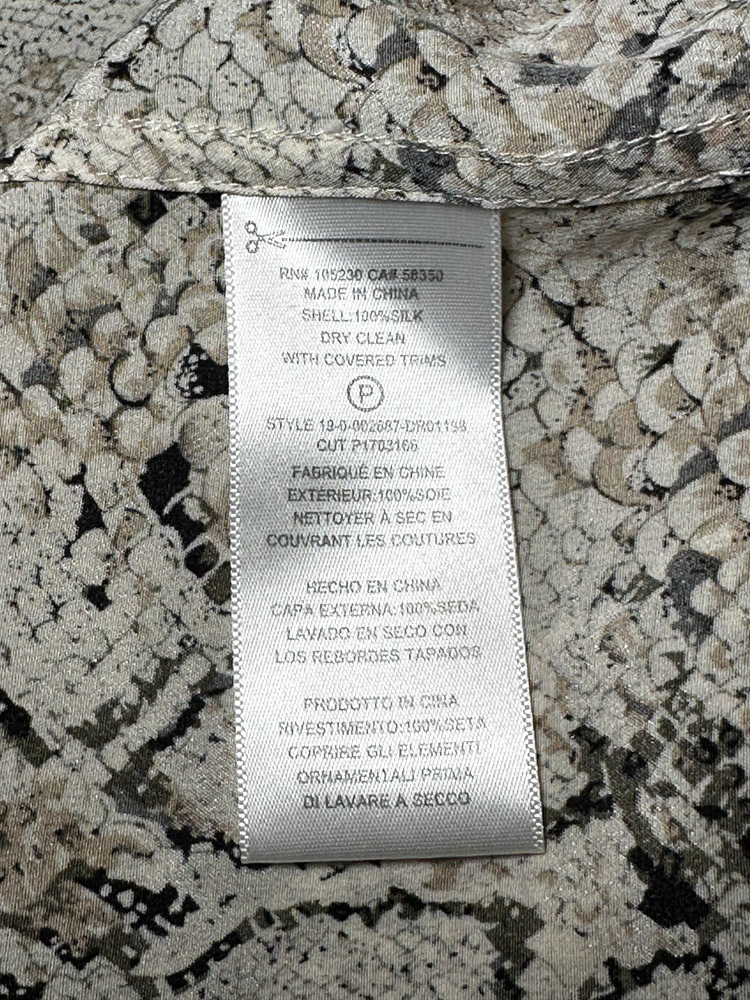 RN# 105230 CA# 58350
MADE IN CHINA
SHELL:100%SILK
DRY CLEAN
WITH COVERED TRIMS
P
STYLE 18-0-002687-DR01198
CUT P1703166
FABRIQUÉ EN CHINE
EXTÉRIEUR:100%SOIE
NETTOYER À SEC EN
COUVRANT LES COUTURES
HECHO EN CHINA
CAPA EXTERNA:100%SEDA
LAVADO EN SECO CON
LOS REBORDES TAPADOS
PRODOTTO IN CINA
RIVESTIMENTO:100%SETA
COPRIRE GLI ELEMENTI
ORNAMENTALI PRIMA
DI LAVARE A SECCO